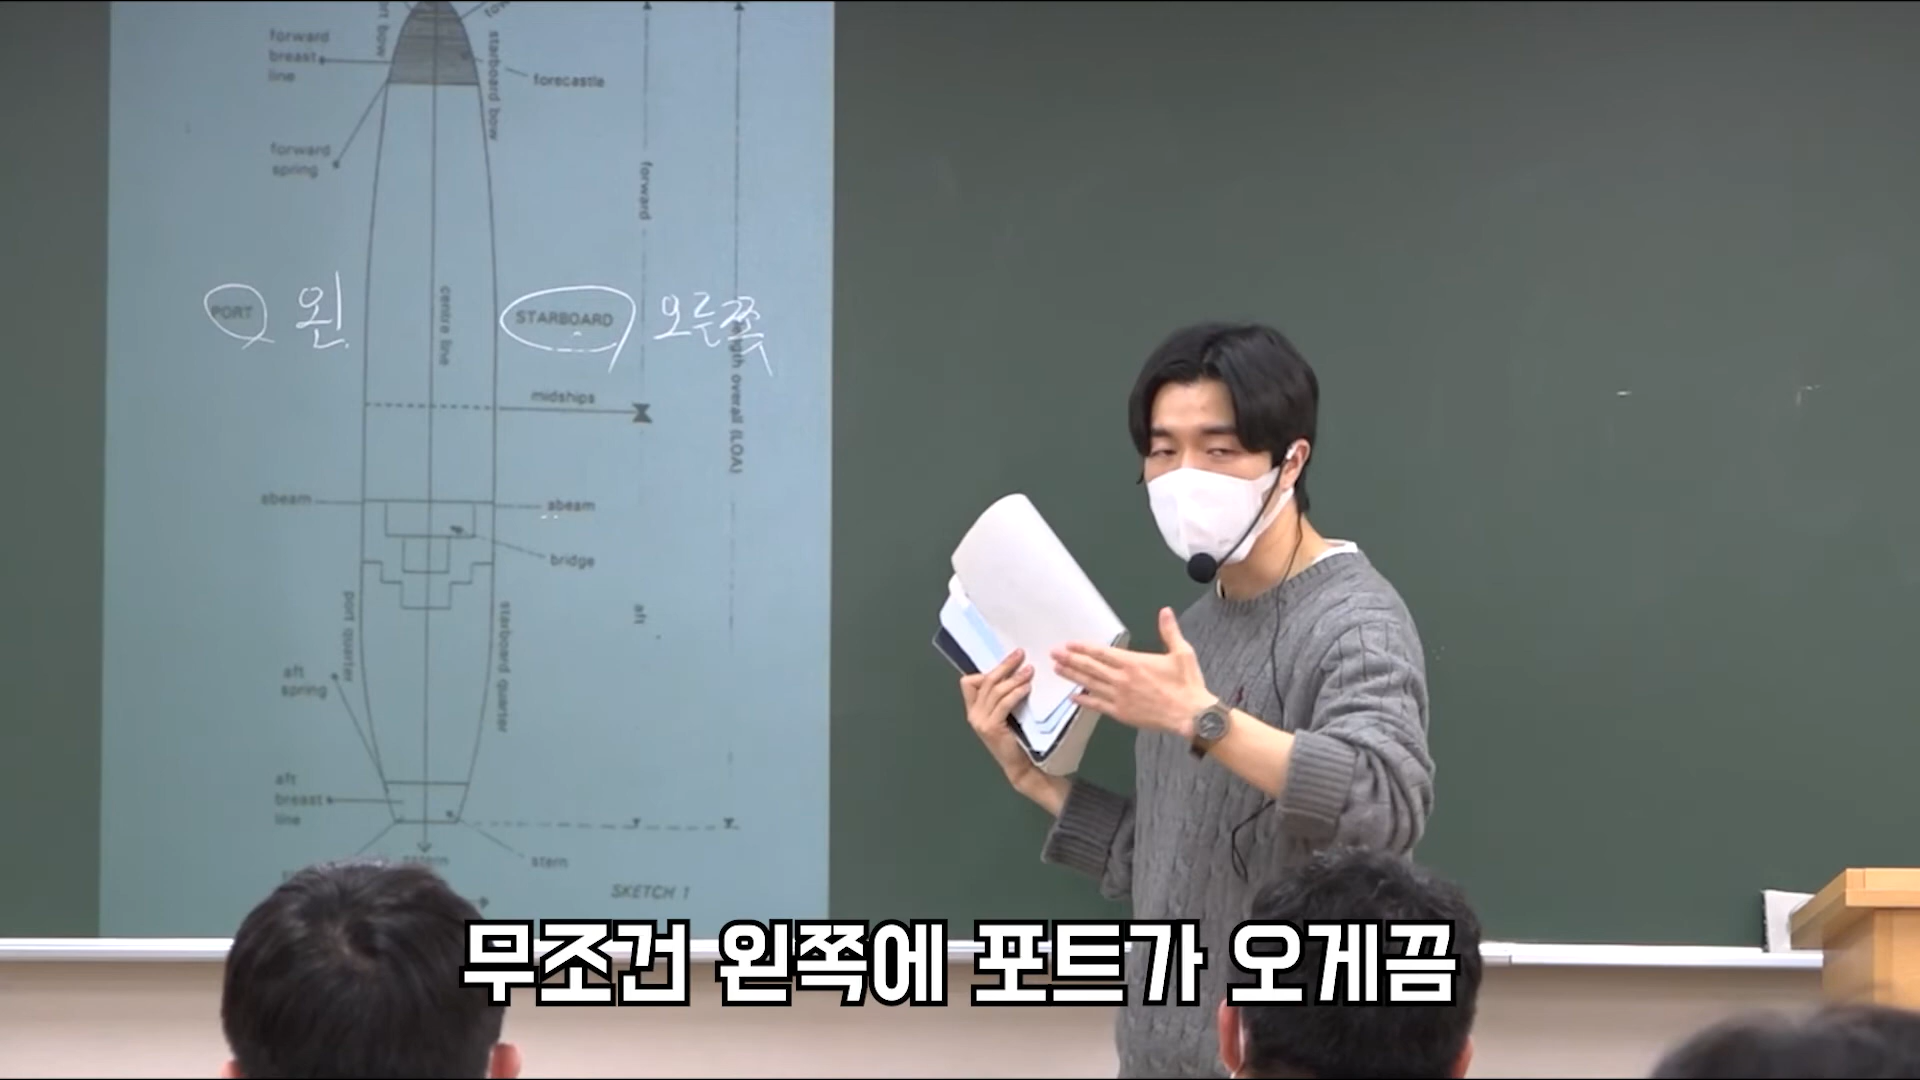 forward
breast
line
starboard bow
forecastle
forward
spring
forward
PORT 왼
centre line
STARBOARD 오른쪽
length overall (LOA)
midships
abeam
abeam
bridge
port quarter
starboard quarter
aft
aft
spring
aft
breast
line
stern
SKETCH 1
무조건 왼쪽에 포트가 오게끔